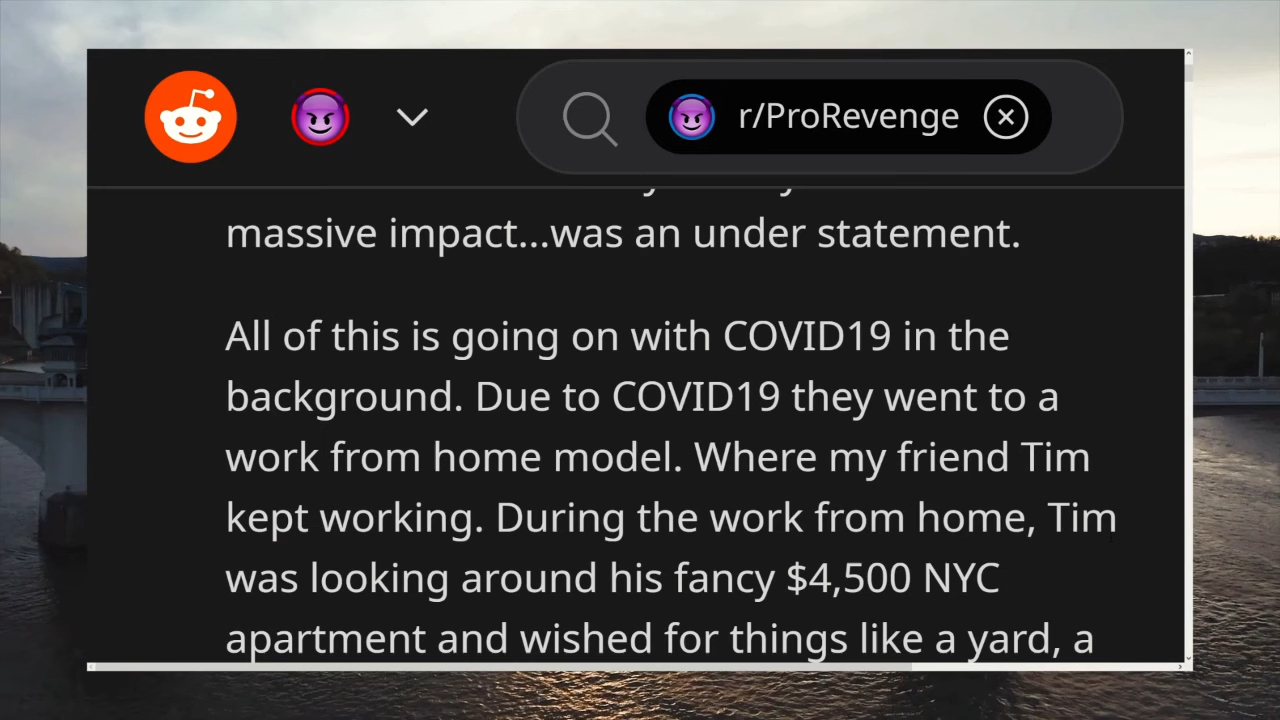 r/ProRevenge
massive impact...was an under statement.
All of this is going on with COVID19 in the
background. Due to COVID19 they went to a
work from home model. Where my friend Tim
kept working. During the work from home, Tim
was looking around his fancy $4,500 NYC
apartment and wished for things like a yard, a